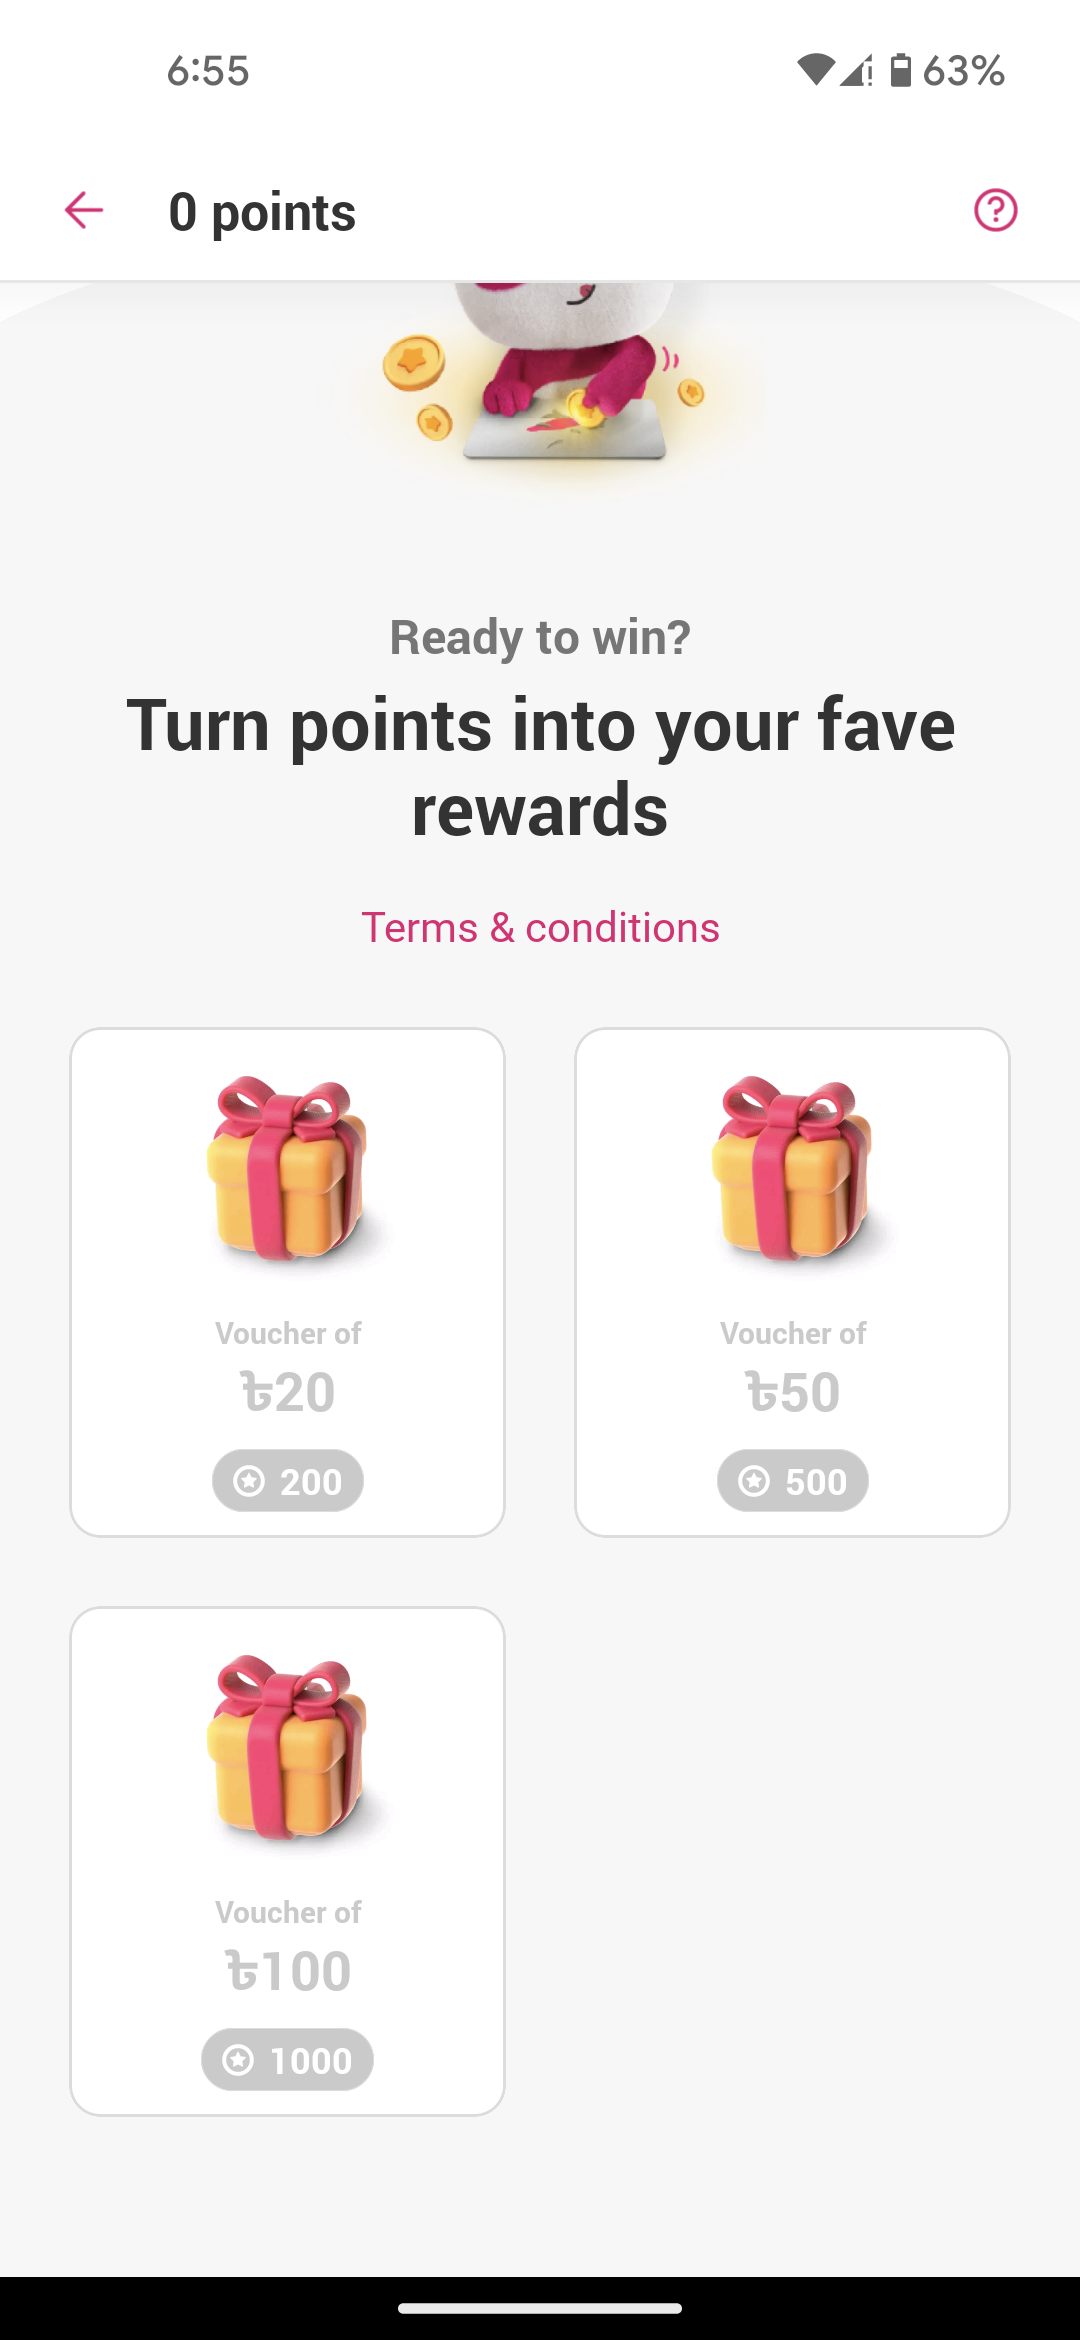 6:55
63%
0 points
Ready to win?
Turn points into your fave
rewards
Terms & conditions
Voucher of
৳20
200
Voucher of
৳50
500
Voucher of
৳100
1000